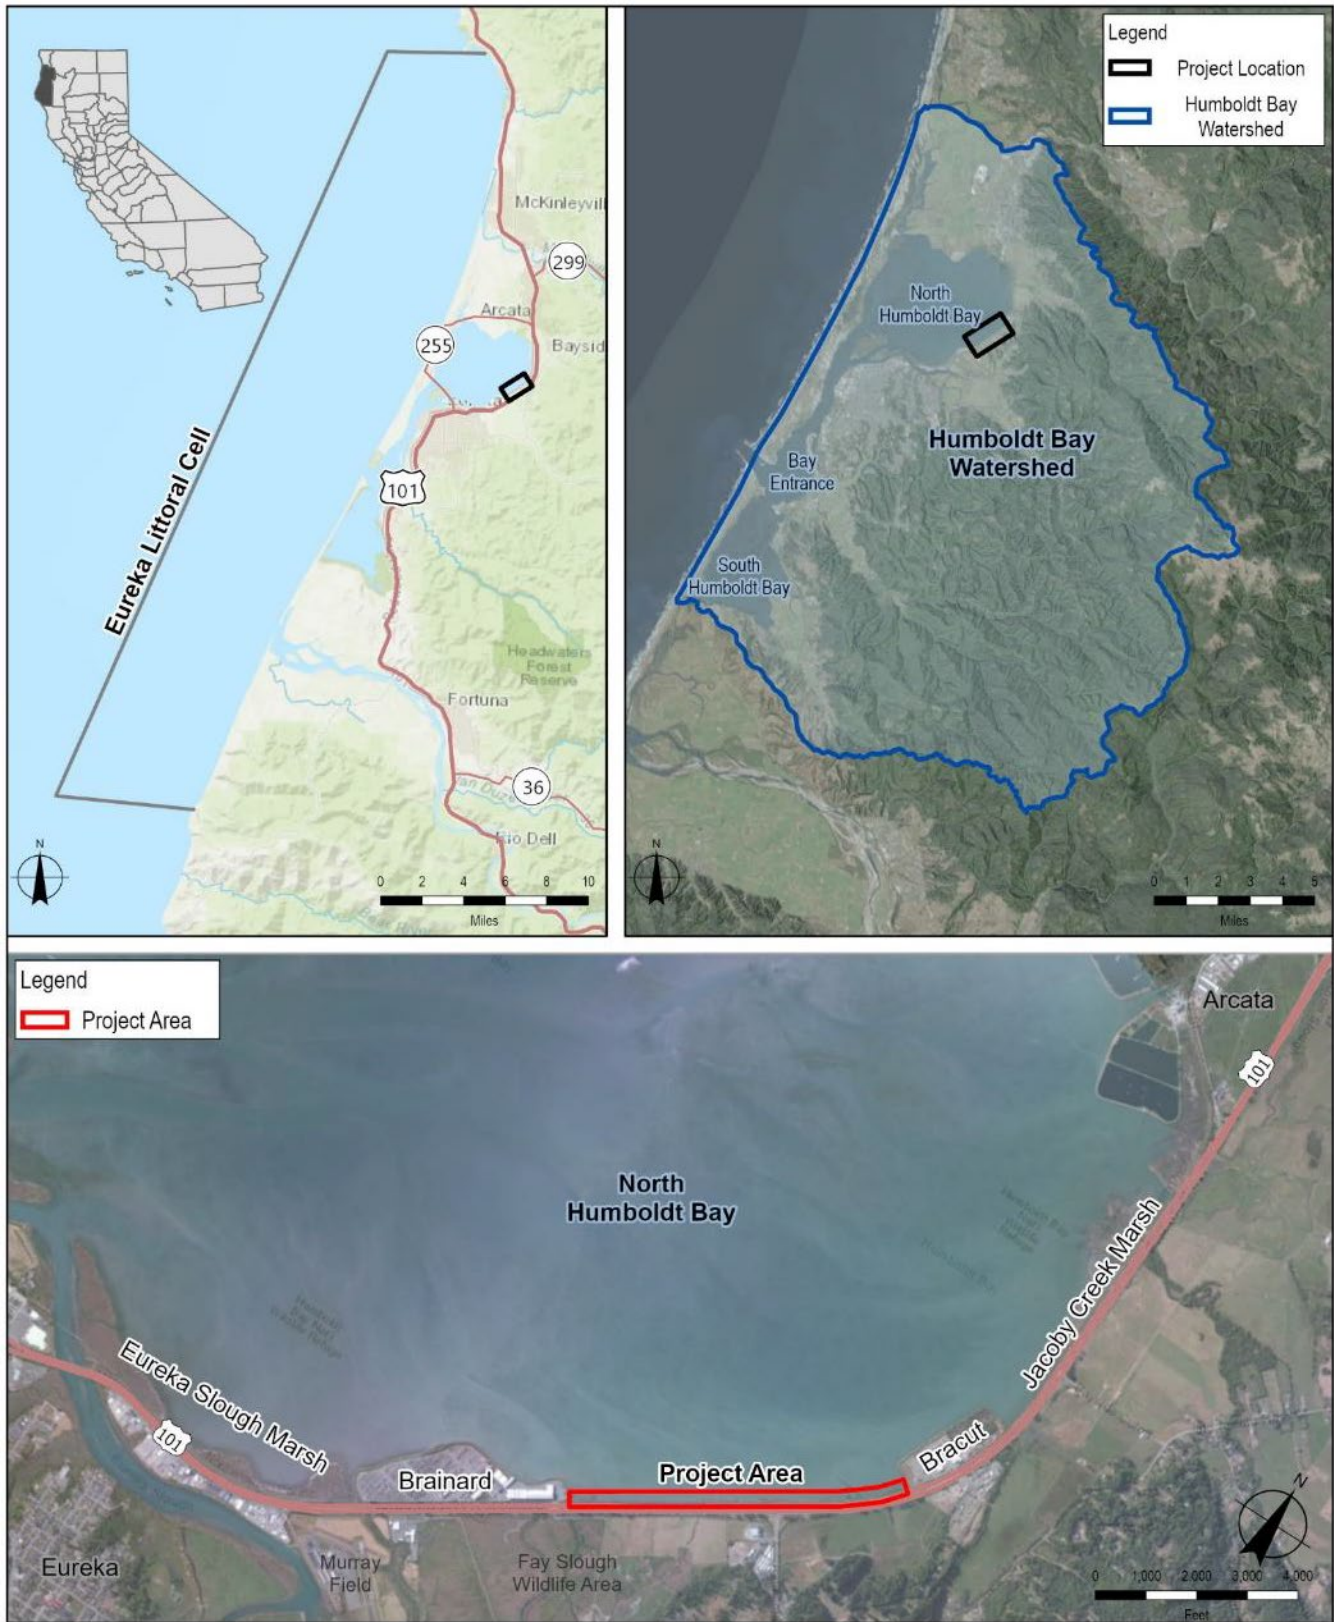 McKinleyvill
299
Arcata
255
Baysid
101
Eureka Littoral Cell
Headwaters
Forest
Reserve
Fortuna
36
Rio Dell
N
0 2 4 6 8 10
Miles
Legend
Project Location
Humboldt Bay
Watershed
North
Humboldt Bay
Humboldt Bay
Watershed
Bay
Entrance
South
Humboldt Bay
N
0 1 2 3 4 5
Miles
Legend
Project Area
Arcata
101
North
Humboldt Bay
Jacoby Creek Marsh
Eureka Slough Marsh
101
Brainard
Project Area
Bracut
Eureka
Murray
Field
Fay Slough
Wildlife Area
N
0 1,000 2,000 3,000 4,000
Feet